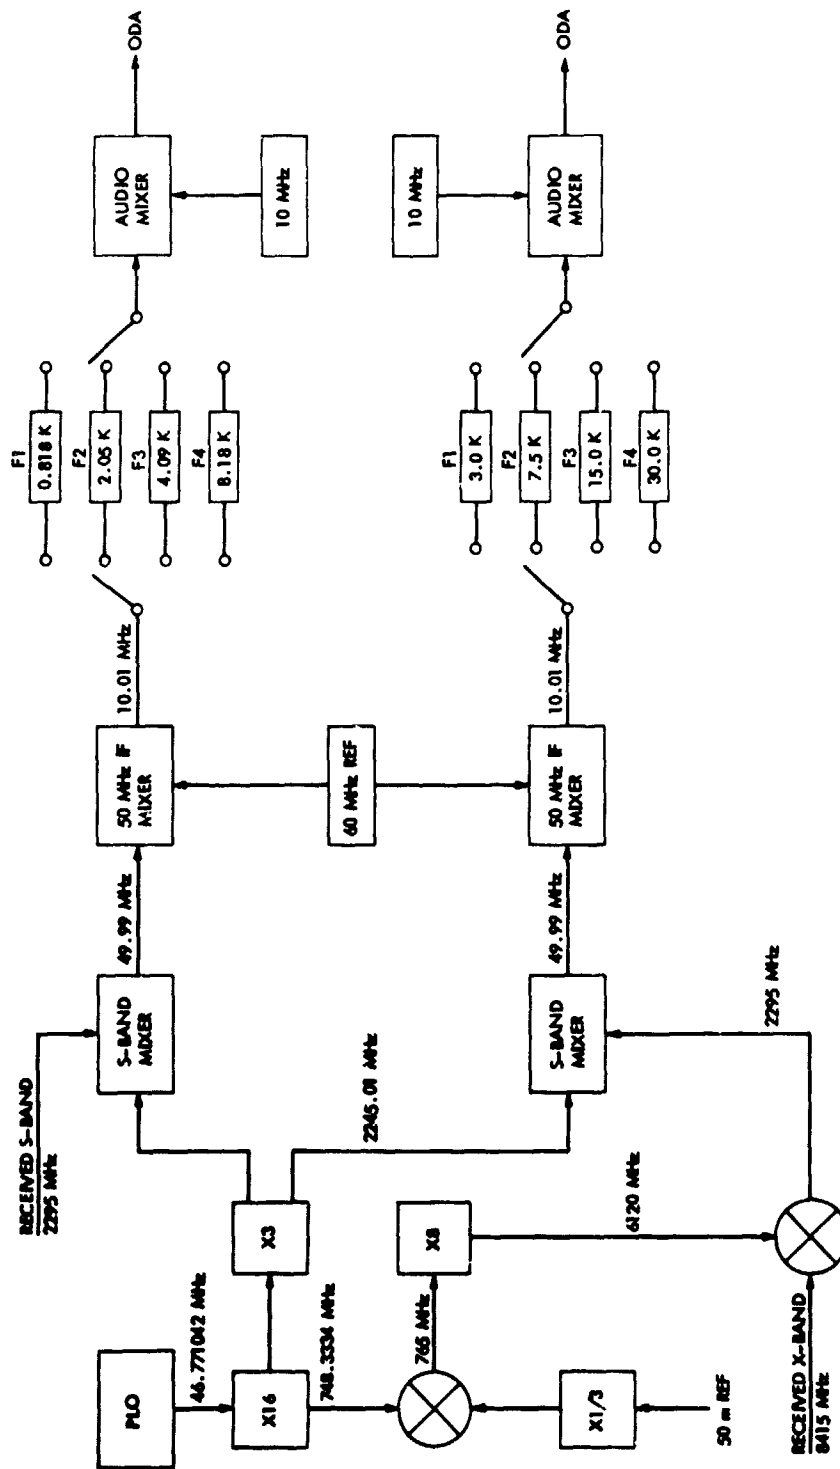 PLO
46.771042 MHz
X16
748.3334 MHz
X3
2245.01 MHz
RECEIVED S-BAND
2295 MHz
S-BAND
MIXER
49.99 MHz
50 MHz IF
MIXER
10.01 MHz
F1
0.818 K
F2
2.05 K
F3
4.09 K
F4
8.18 K
AUDIO
MIXER
ODA
10 MHz
60 MHz REF
50 m REF
X1/3
765 MHz
X8
6120 MHz
RECEIVED X-BAND
8415 MHz
2295 MHz
S-BAND
MIXER
49.99 MHz
50 MHz IF
MIXER
10.01 MHz
F1
3.0 K
F2
7.5 K
F3
15.0 K
F4
30.0 K
10 MHz
AUDIO
MIXER
ODA